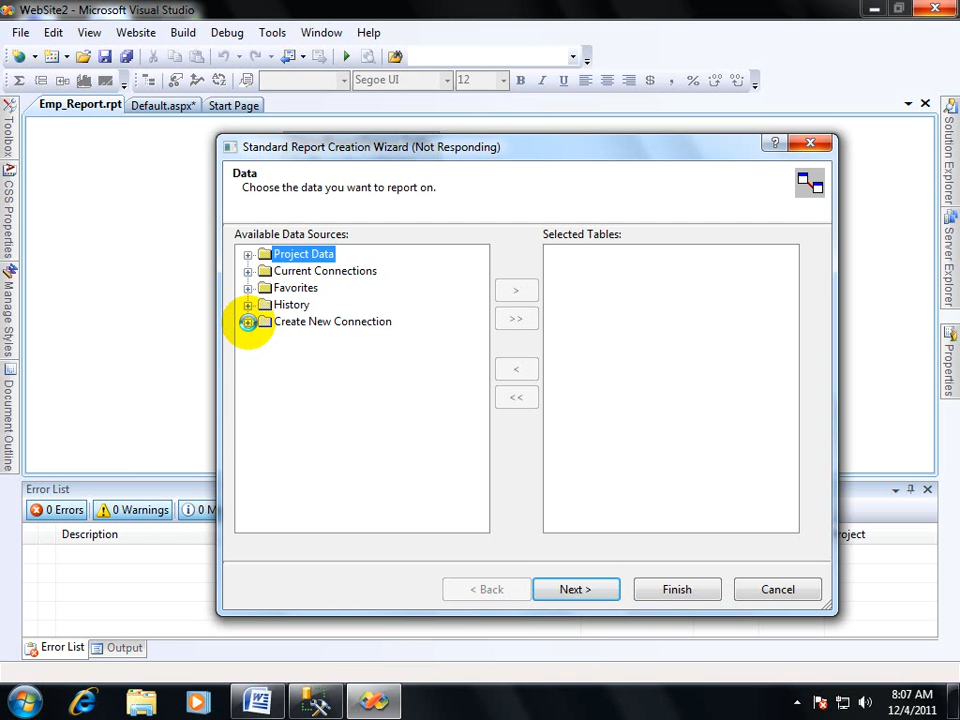 WebSite2 - Microsoft Visual Studio
File Edit View Website Build Debug Tools Window Help
Segoe UI 12 B I U $ %
Emp_Report.rpt Default.aspx* Start Page
Toolbox
CSS Properties
Manage Styles
Document Outline
Standard Report Creation Wizard (Not Responding)
Data
Choose the data you want to report on.
Available Data Sources:
Project Data
Current Connections
Favorites
History
Create New Connection
>
>>
<
<<
Selected Tables:
< Back Next > Finish Cancel
Solution Explorer
Server Explorer
Properties
Error List
0 Errors 0 Warnings 0 M
Description roject
Error List Output
8:07 AM
12/4/2011